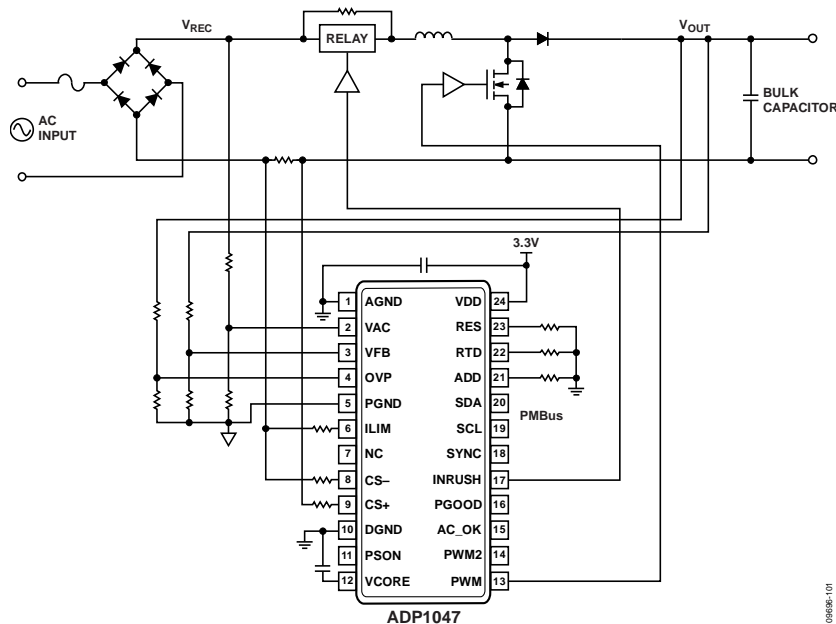 V_REC
RELAY
V_OUT
AC
INPUT
BULK
CAPACITOR
3.3V
1 AGND VDD 24
2 VAC RES 23
3 VFB RTD 22
4 OVP ADD 21
5 PGND SDA 20
PMBus
6 ILIM SCL 19
7 NC SYNC 18
8 CS– INRUSH 17
9 CS+ PGOOD 16
10 DGND AC_OK 15
11 PSON PWM2 14
12 VCORE PWM 13
ADP1047
09696-101